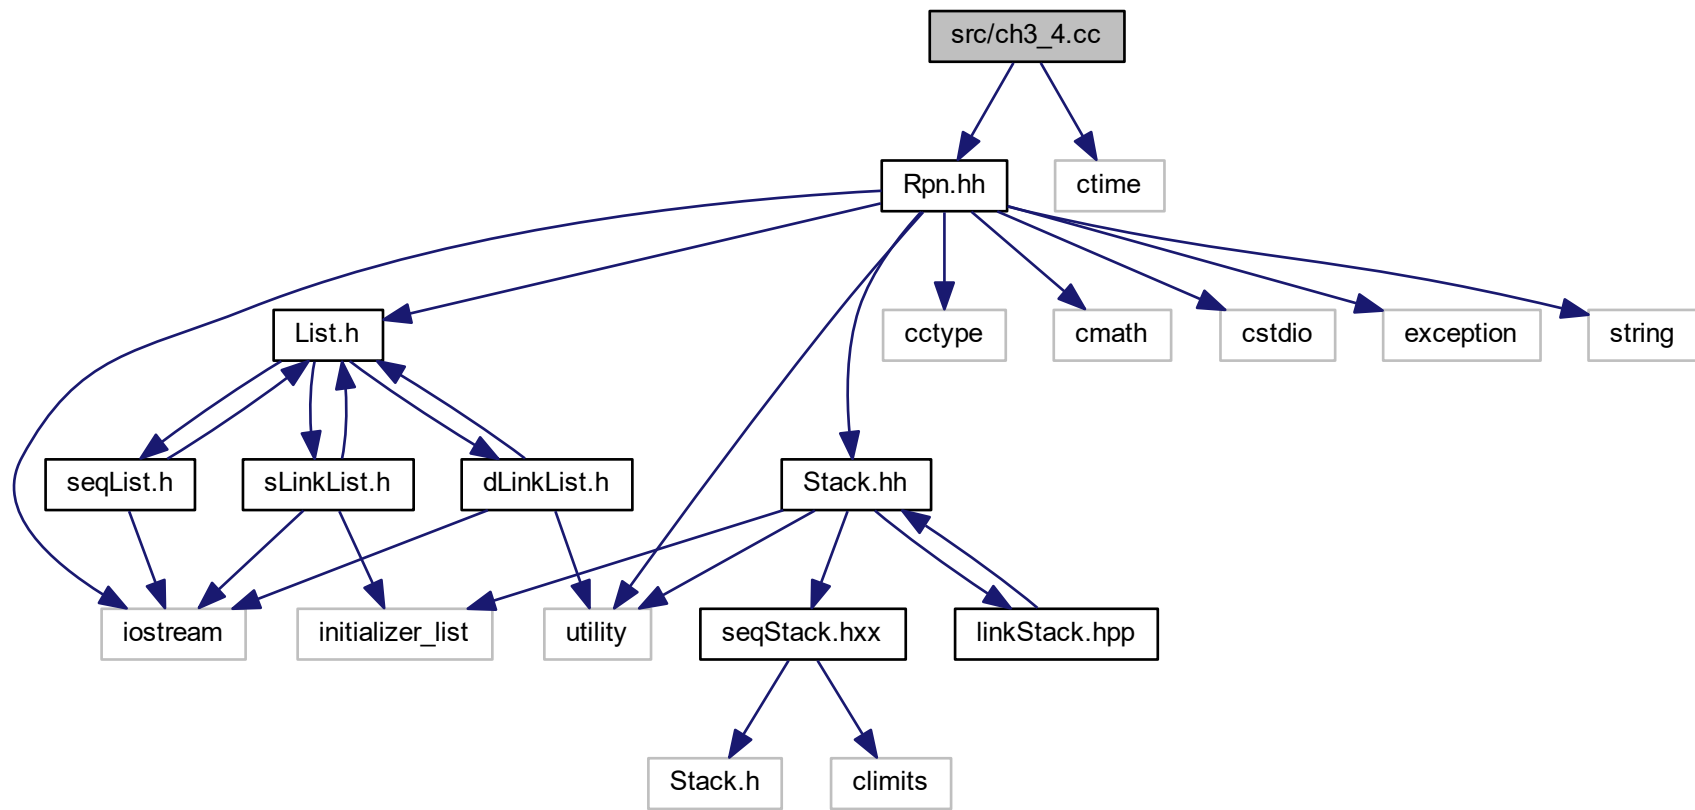 src/ch3_4.cc
Rpn.hh
ctime
List.h
cctype
cmath
cstdio
exception
string
seqList.h
sLinkList.h
dLinkList.h
Stack.hh
iostream
initializer_list
utility
seqStack.hxx
linkStack.hpp
Stack.h
climits